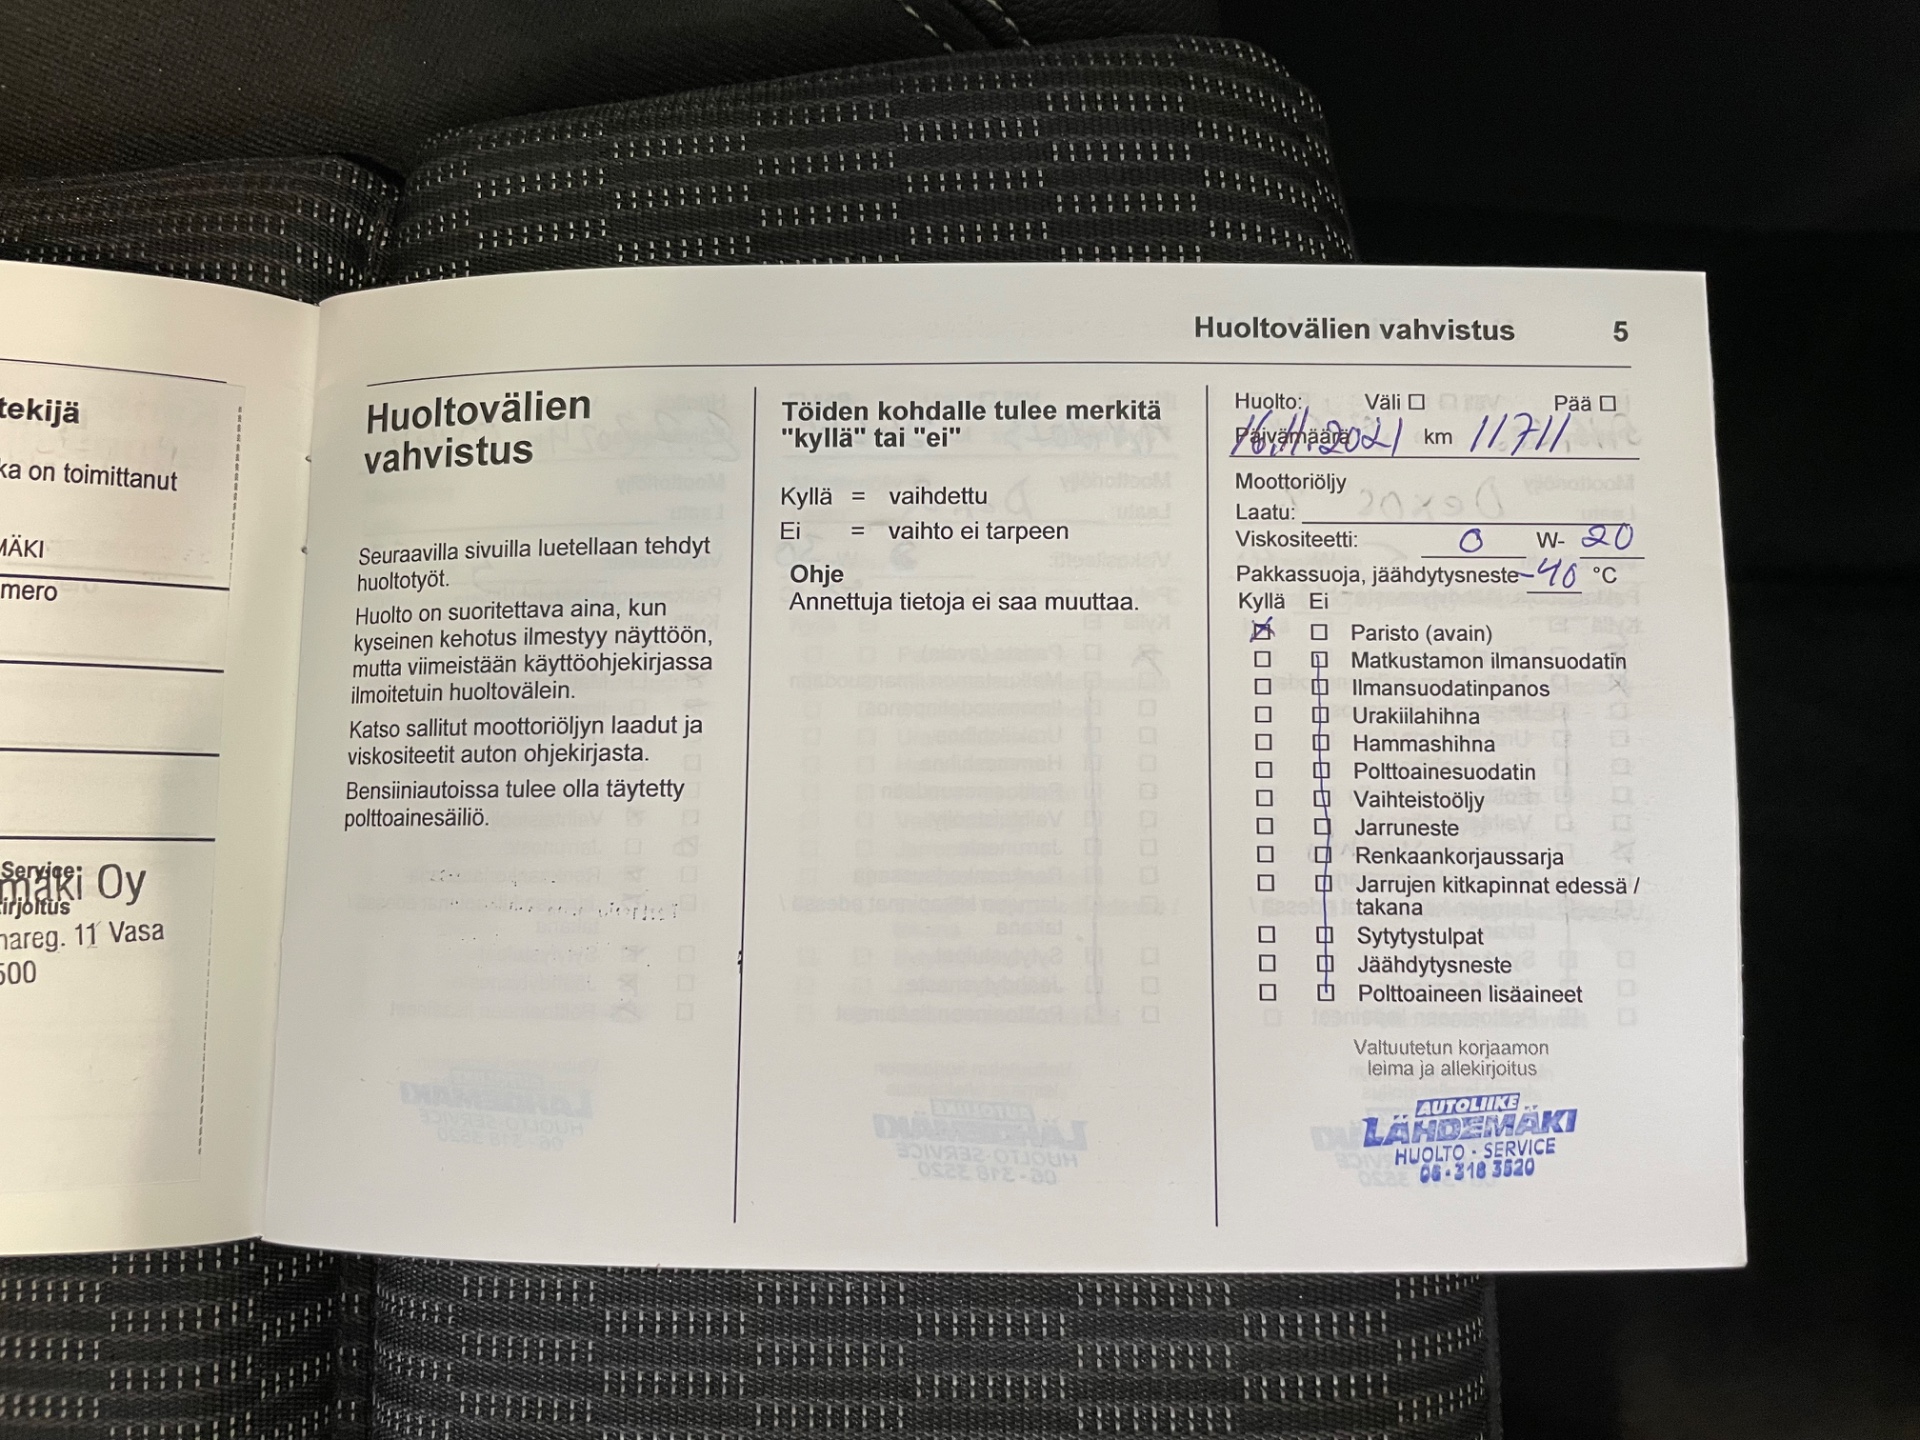 tekijä
ka on toimittanut
MÄKI
mero
Service:
mäki Oy
irjoitus
nareg. 11 Vasa
500
Huoltovälien vahvistus 5
Huoltovälien
vahvistus
Seuraavilla sivuilla luetellaan tehdyt
huoltotyöt.
Huolto on suoritettava aina, kun
kyseinen kehotus ilmestyy näyttöön,
mutta viimeistään käyttöohjekirjassa
ilmoitetuin huoltovälein.
Katso sallitut moottoriöljyn laadut ja
viskositeetit auton ohjekirjasta.
Bensiiniautoissa tulee olla täytetty
polttoainesäiliö.
Töiden kohdalle tulee merkitä
"kyllä" tai "ei"
Kyllä = vaihdettu
Ei = vaihto ei tarpeen
Ohje
Annettuja tietoja ei saa muuttaa.
Huolto: Väli Pää
Päivämäärä 16.11.2021 km 11711
Moottoriöljy
Laatu:
Viskositeetti: 0 W- 20
Pakkassuoja, jäähdytysneste -40 °C
Kyllä Ei
Paristo (avain)
Matkustamon ilmansuodatin
Ilmansuodatinpanos
Urakiilahihna
Hammashihna
Polttoainesuodatin
Vaihteistoöljy
Jarruneste
Renkaankorjaussarja
Jarrujen kitkapinnat edessä /
takana
Sytytystulpat
Jäähdytysneste
Polttoaineen lisäaineet
Valtuutetun korjaamon
leima ja allekirjoitus
AUTOLIIKE
LÄHDEMÄKI
HUOLTO - SERVICE
06-318 3520